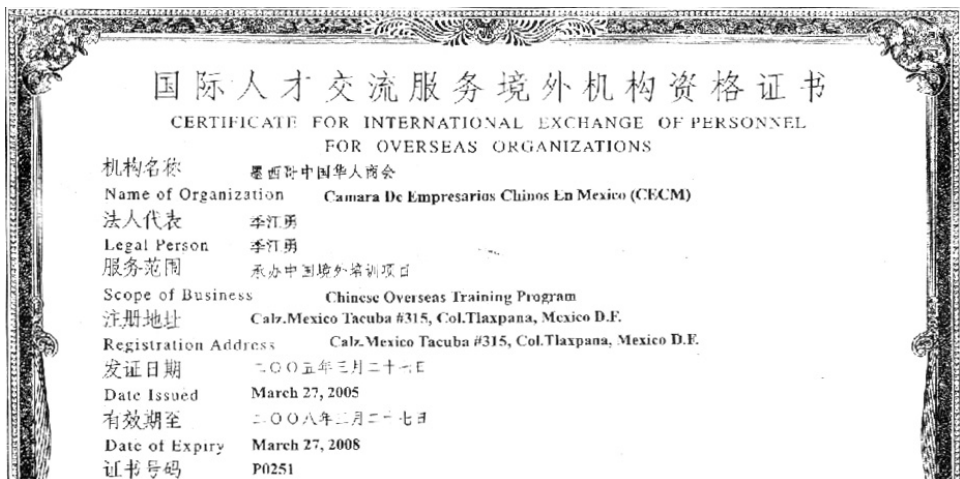 国际人才交流服务境外机构资格证书
CERTIFICATE FOR INTERNATIONAL EXCHANGE OF PERSONNEL
FOR OVERSEAS ORGANIZATIONS
机构名称 墨西哥中国华人商会
Name of Organization Camara De Empresarios Chinos En Mexico (CECM)
法人代表 季江勇
Legal Person 季江勇
服务范围 承办中国境外培训项目
Scope of Business Chinese Overseas Training Program
注册地址 Calz.Mexico Tacuba #315, Col.Tlaxpana, Mexico D.F.
Registration Address Calz.Mexico Tacuba #315, Col.Tlaxpana, Mexico D.F.
发证日期 二〇〇五年三月二十七日
Date Issued March 27, 2005
有效期至 二〇〇八年三月二十七日
Date of Expiry March 27, 2008
证书号码 P0251